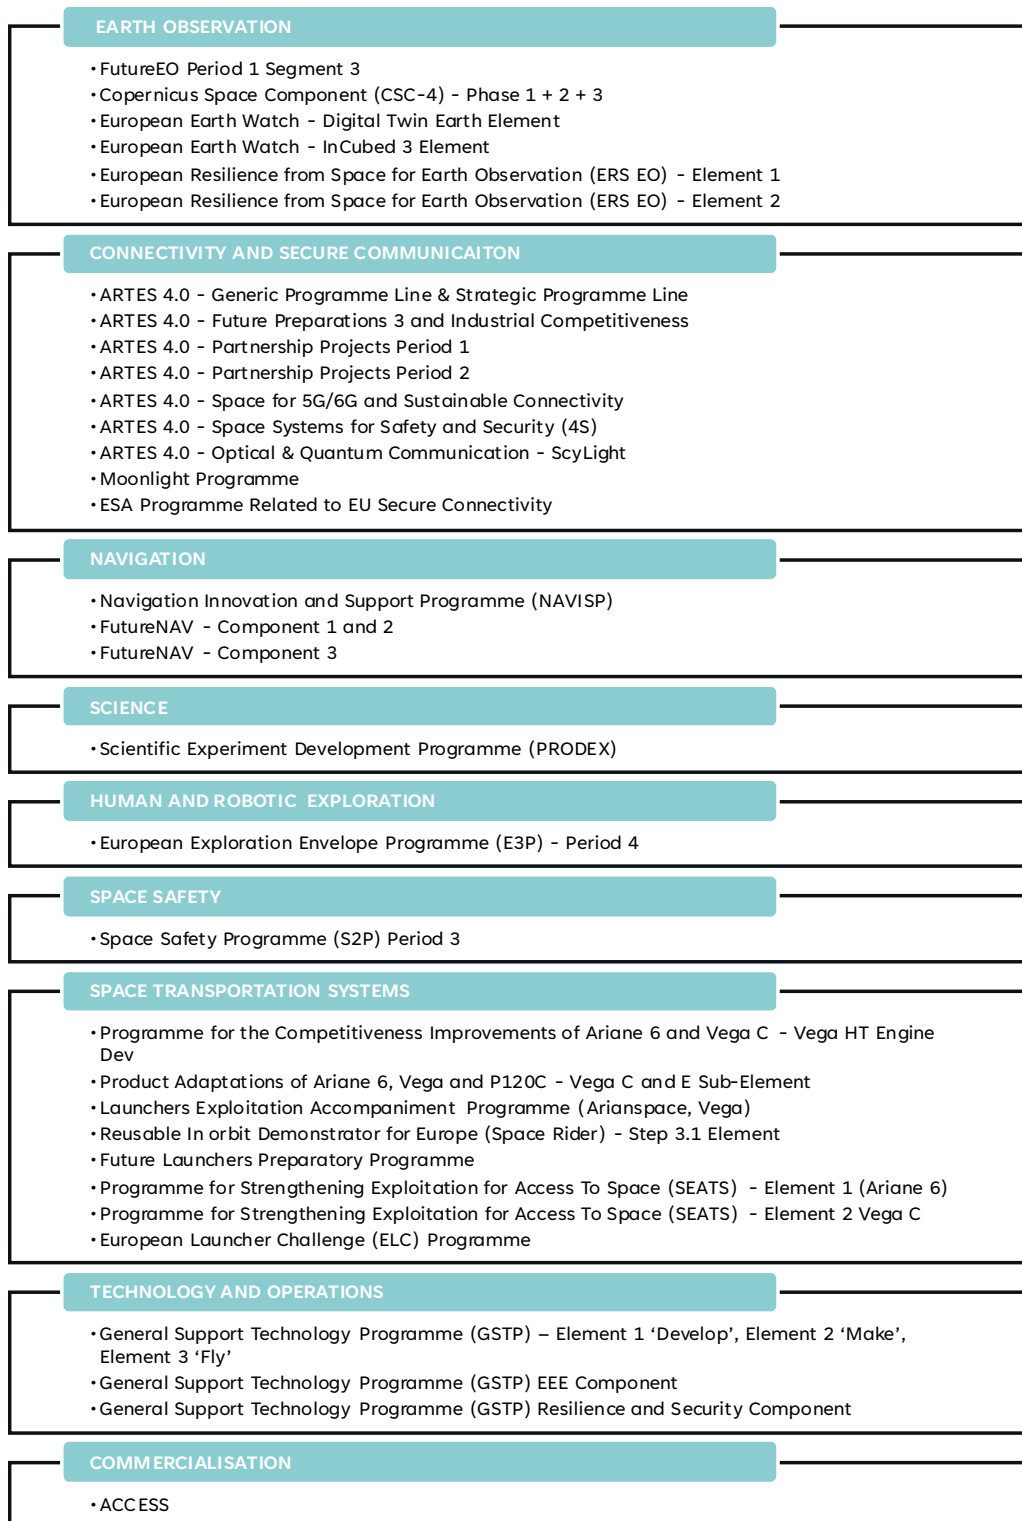 EARTH OBSERVATION
• FutureEO Period 1 Segment 3
• Copernicus Space Component (CSC-4) - Phase 1 + 2 + 3
• European Earth Watch - Digital Twin Earth Element
• European Earth Watch - InCubed 3 Element
• European Resilience from Space for Earth Observation (ERS EO) - Element 1
• European Resilience from Space for Earth Observation (ERS EO) - Element 2
CONNECTIVITY AND SECURE COMMUNICAITON
• ARTES 4.0 - Generic Programme Line & Strategic Programme Line
• ARTES 4.0 - Future Preparations 3 and Industrial Competitiveness
• ARTES 4.0 - Partnership Projects Period 1
• ARTES 4.0 - Partnership Projects Period 2
• ARTES 4.0 - Space for 5G/6G and Sustainable Connectivity
• ARTES 4.0 - Space Systems for Safety and Security (4S)
• ARTES 4.0 - Optical & Quantum Communication - ScyLight
• Moonlight Programme
• ESA Programme Related to EU Secure Connectivity
NAVIGATION
• Navigation Innovation and Support Programme (NAVISP)
• FutureNAV - Component 1 and 2
• FutureNAV - Component 3
SCIENCE
• Scientific Experiment Development Programme (PRODEX)
HUMAN AND ROBOTIC EXPLORATION
• European Exploration Envelope Programme (E3P) - Period 4
SPACE SAFETY
• Space Safety Programme (S2P) Period 3
SPACE TRANSPORTATION SYSTEMS
• Programme for the Competitiveness Improvements of Ariane 6 and Vega C - Vega HT Engine
Dev
• Product Adaptations of Ariane 6, Vega and P120C - Vega C and E Sub-Element
• Launchers Exploitation Accompaniment Programme (Arianspace, Vega)
• Reusable In orbit Demonstrator for Europe (Space Rider) - Step 3.1 Element
• Future Launchers Preparatory Programme
• Programme for Strengthening Exploitation for Access To Space (SEATS) - Element 1 (Ariane 6)
• Programme for Strengthening Exploitation for Access To Space (SEATS) - Element 2 Vega C
• European Launcher Challenge (ELC) Programme
TECHNOLOGY AND OPERATIONS
• General Support Technology Programme (GSTP) – Element 1 ‘Develop’, Element 2 ‘Make’,
Element 3 ‘Fly’
• General Support Technology Programme (GSTP) EEE Component
• General Support Technology Programme (GSTP) Resilience and Security Component
COMMERCIALISATION
• ACCESS